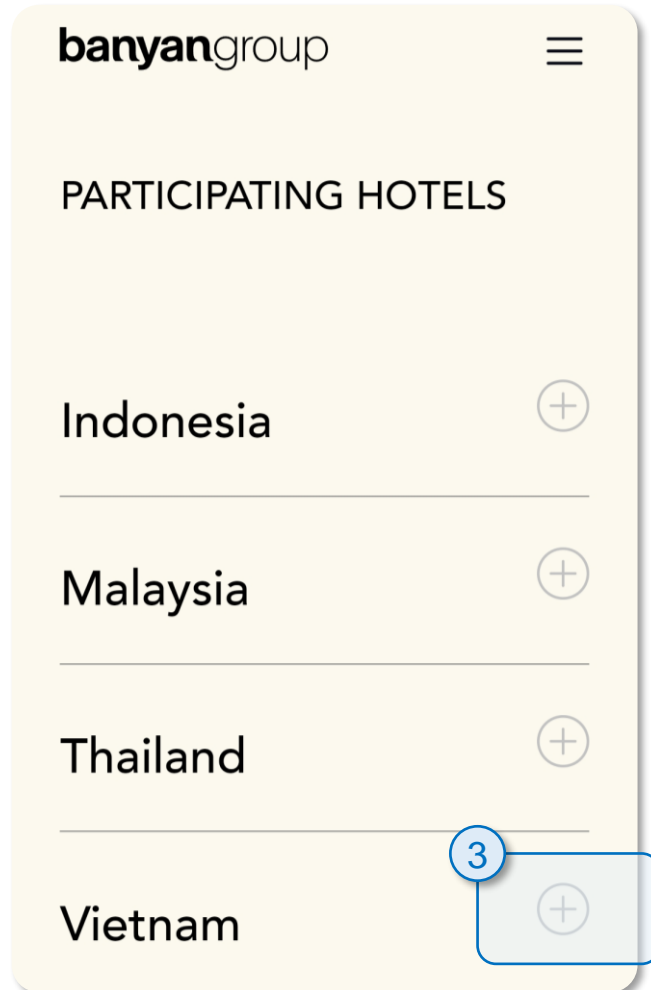 banyangroup
PARTICIPATING HOTELS
Indonesia
Malaysia
Thailand
3
Vietnam